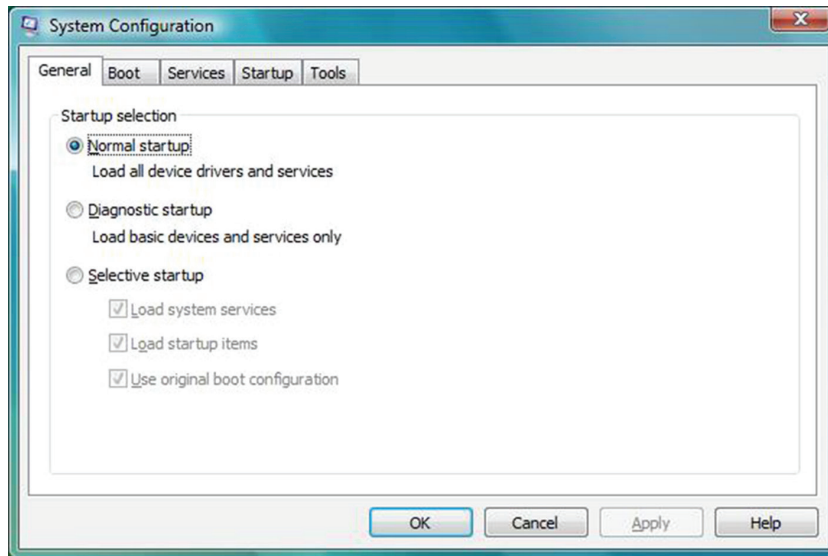 System Configuration
General Boot Services Startup Tools
Startup selection
Normal startup
Load all device drivers and services
Diagnostic startup
Load basic devices and services only
Selective startup
Load system services
Load startup items
Use original boot configuration
OK Cancel Apply Help